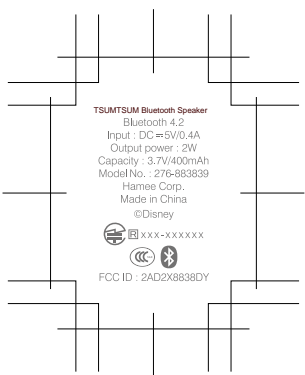 TSUMTSUM Bluetooth Speaker
Bluetooth 4.2
Input : DC⎓5V/0.4A
Output power : 2W
Capacity : 3.7V/400mAh
Model No. : 276-883839
Hamee Corp.
Made in China
©Disney
R xxx-xxxxxx
CCC
FCC ID : 2AD2X8838DY